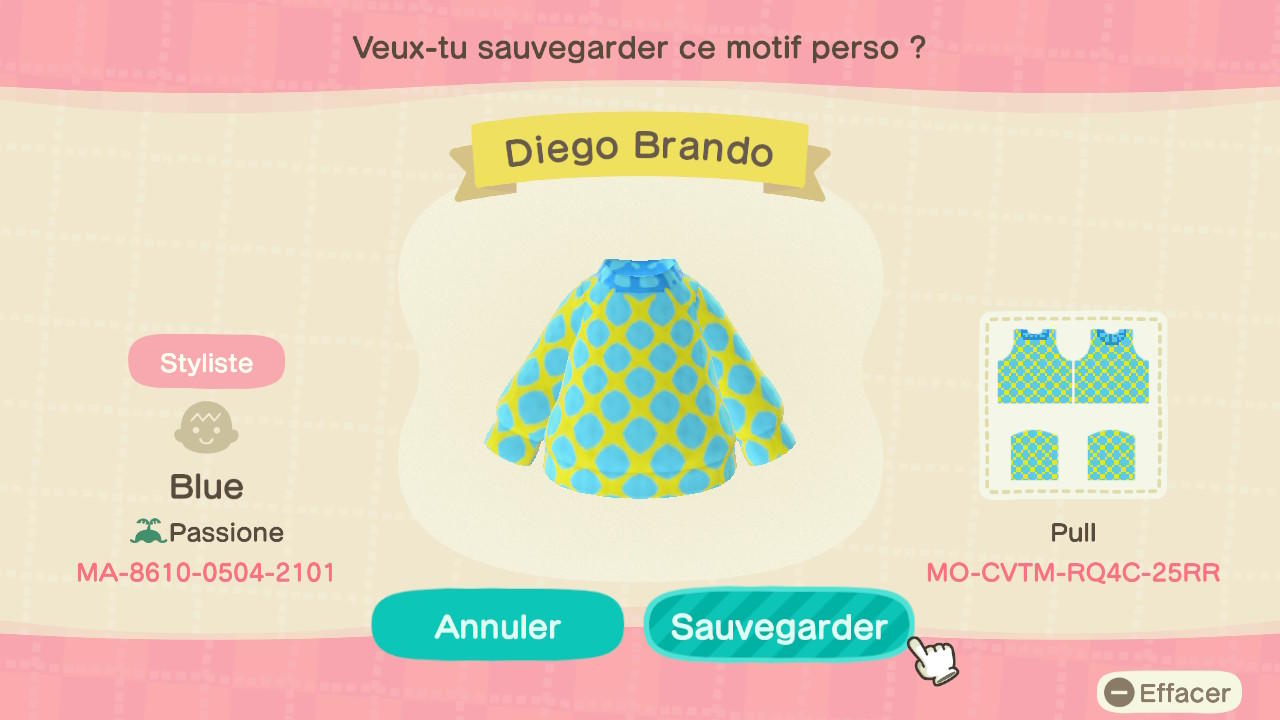 Veux-tu sauvegarder ce motif perso ?
Diego Brando
Styliste
Blue
Passione
MA-8610-0504-2101
Pull
MO-CVTM-RQ4C-25RR
Annuler
Sauvegarder
Effacer